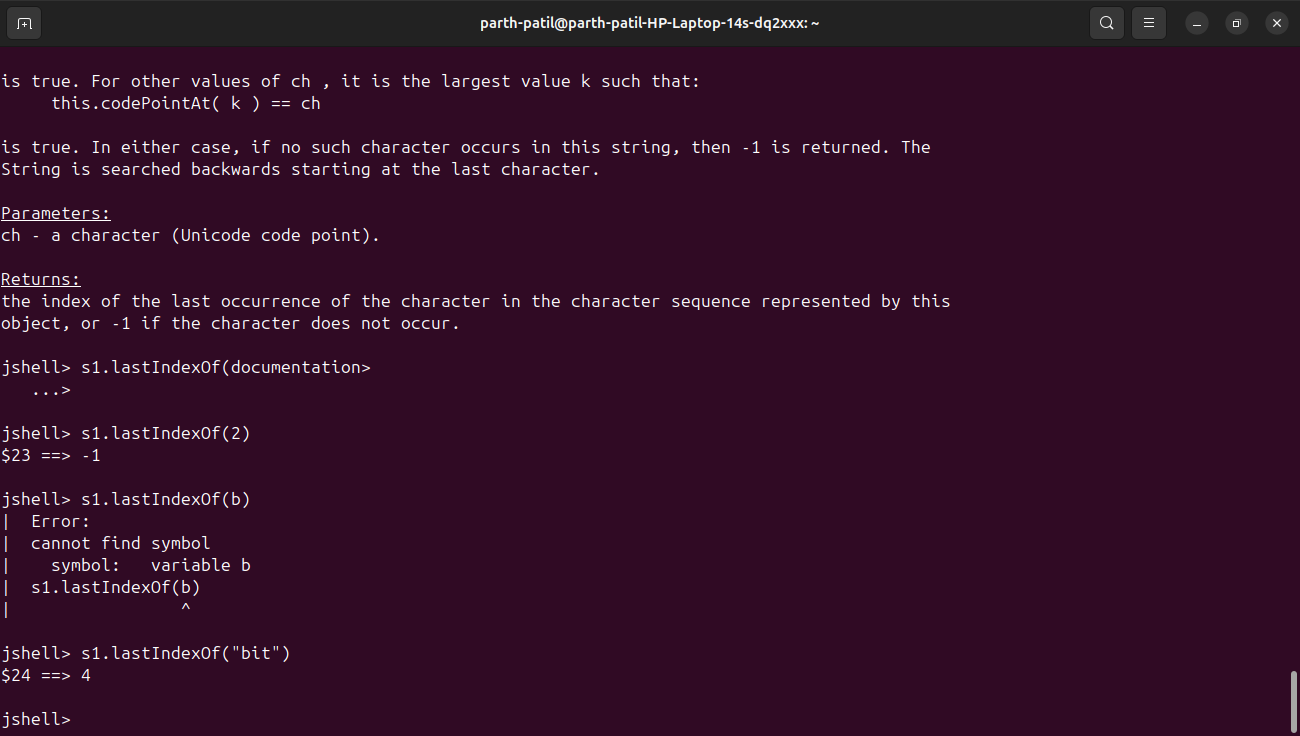 parth-patil@parth-patil-HP-Laptop-14s-dq2xxx: ~
is true. For other values of ch , it is the largest value k such that:
this.codePointAt( k ) == ch
is true. In either case, if no such character occurs in this string, then -1 is returned. The
String is searched backwards starting at the last character.
Parameters:
ch - a character (Unicode code point).
Returns:
the index of the last occurrence of the character in the character sequence represented by this
object, or -1 if the character does not occur.
jshell> s1.lastIndexOf(documentation>
...>
jshell> s1.lastIndexOf(2)
$23 ==> -1
jshell> s1.lastIndexOf(b)
|  Error:
|  cannot find symbol
|    symbol:   variable b
|  s1.lastIndexOf(b)
|                 ^
jshell> s1.lastIndexOf("bit")
$24 ==> 4
jshell>